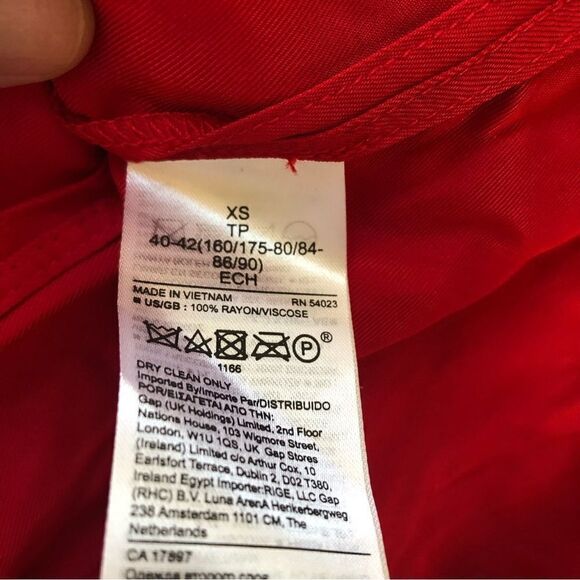 XS
TP
40-42(160/175-80/84-
86/90)
ECH
MADE IN VIETNAM RN 54023
US/GB : 100% RAYON/VISCOSE
P ®
1166
DRY CLEAN ONLY
Imported By/Importe Par/DISTRIBUIDO
POR/ΕΙΣΑΓΕΤΑΙ ΑΠΟ ΤΗΝ:
Gap (UK Holdings) Limited, 2nd Floor
Nations House, 103 Wigmore Street,
London, W1U 1QS, UK Gap Stores
(Ireland) Limited c/o Arthur Cox, 10
Earlsfort Terrace, Dublin 2, D02 T380,
Ireland Egypt Importer:RIGE, LLC Gap
(RHC) B.V. Luna ArenA Herikerbergweg
238 Amsterdam 1101 CM, The
Netherlands
CA 17897
Одежда